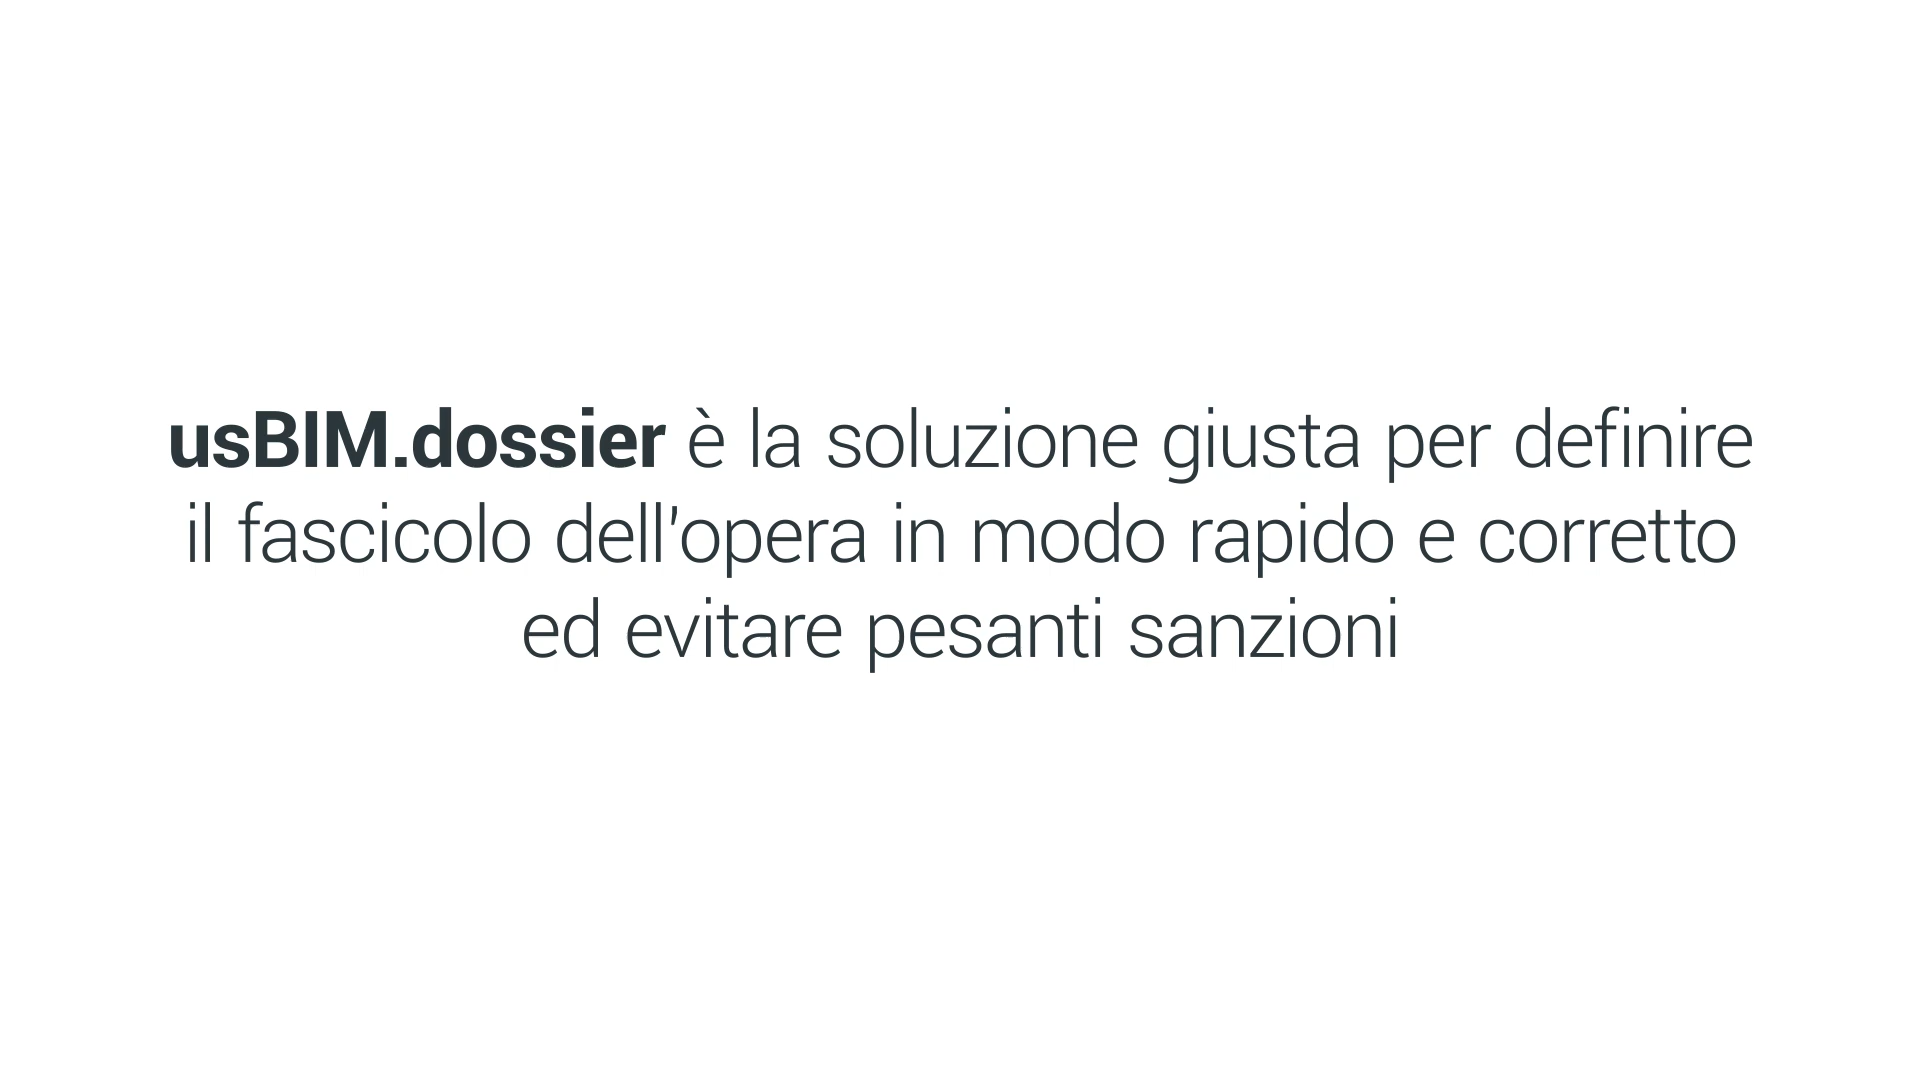 usBIM.dossier è la soluzione giusta per definire
il fascicolo dell'opera in modo rapido e corretto
ed evitare pesanti sanzioni